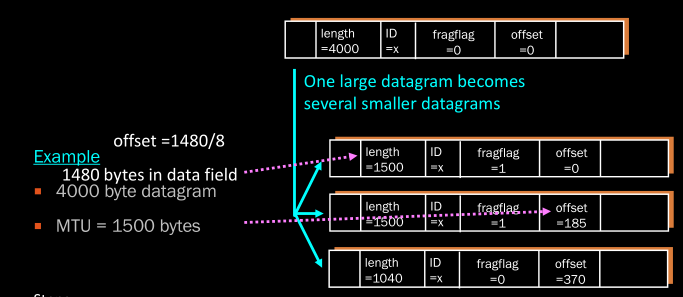 length ID fragflag offset
=4000 =x =0 =0
One large datagram becomes
several smaller datagrams
offset =1480/8
Example
1480 bytes in data field
▪ 4000 byte datagram
▪ MTU = 1500 bytes
length ID fragflag offset
=1500 =x =1 =0
length ID fragflag offset
=1500 =x =1 =185
length ID fragflag offset
=1040 =x =0 =370